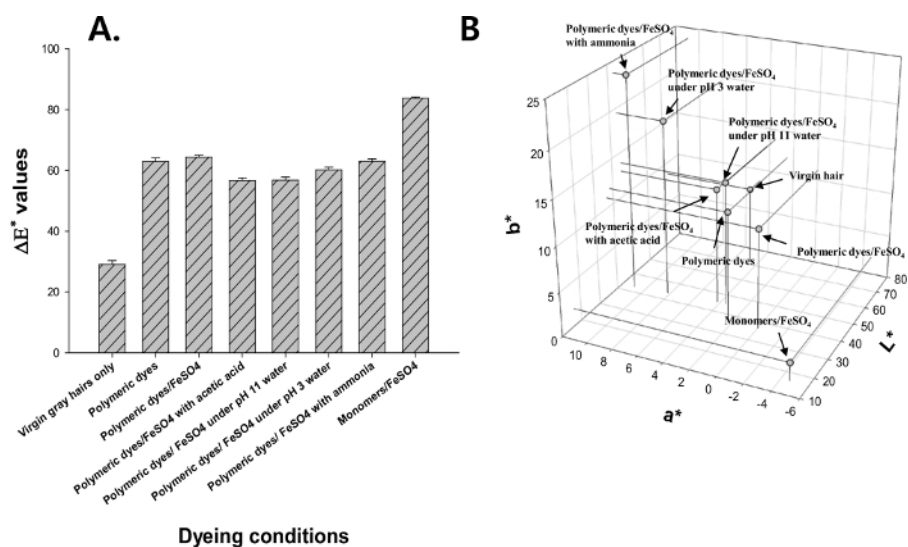 A.
ΔE* values
100
80
60
40
20
0
Virgin gray hairs only
Polymeric dyes
Polymeric dyes/FeSO4
Polymeric dyes/FeSO4 with acetic acid
Polymeric dyes/ FeSO4 under pH 11 water
Polymeric dyes/ FeSO4 under pH 3 water
Polymeric dyes/ FeSO4 with ammonia
Monomers/FeSO4
Dyeing conditions
B
Polymeric dyes/FeSO₄
with ammonia
Polymeric dyes/FeSO₄
under pH 3 water
Polymeric dyes/FeSO₄
under pH 11 water
Virgin hair
Polymeric dyes/FeSO₄
with acetic acid
Polymeric dyes
Polymeric dyes/FeSO₄
Monomers/FeSO₄
b*
25
20
15
10
5
0
a*
10
8
6
4
2
0
-2
-4
-6
L*
80
70
60
50
40
30
20
10